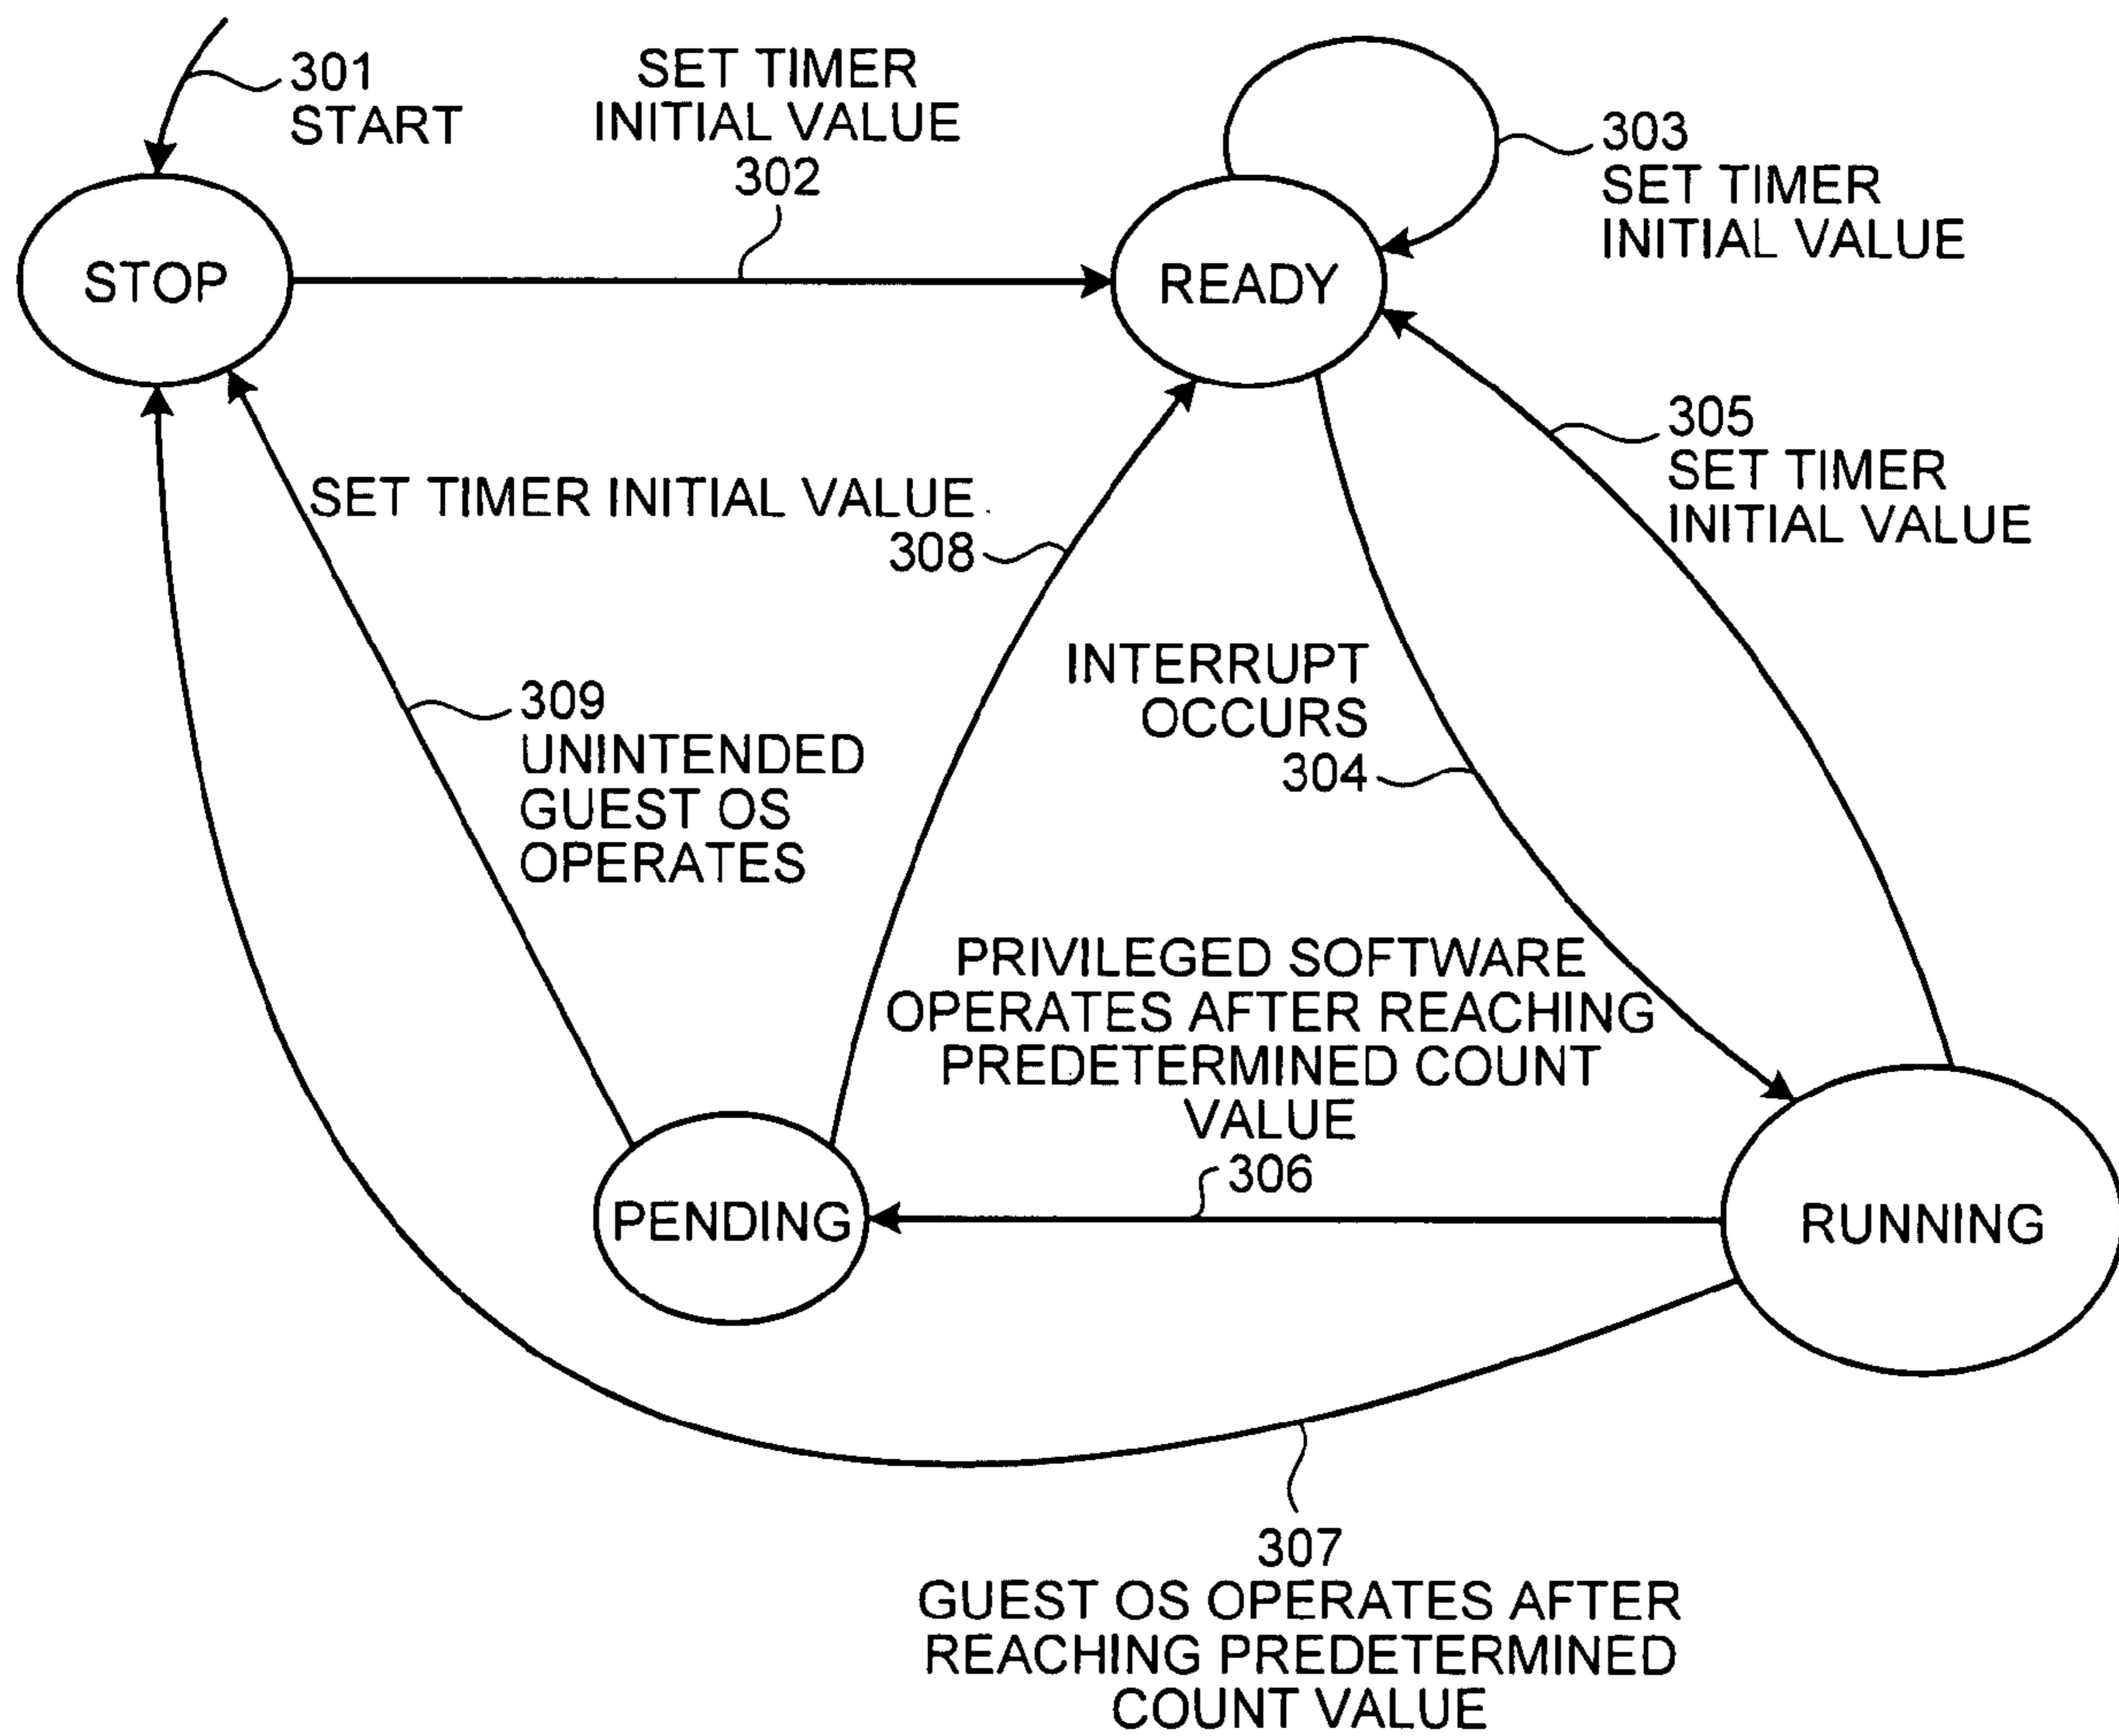 301
START
SET TIMER
INITIAL VALUE
302
303
SET TIMER
INITIAL VALUE
STOP
READY
305
SET TIMER
INITIAL VALUE
SET TIMER INITIAL VALUE
308
INTERRUPT
OCCURS
304
309
UNINTENDED
GUEST OS
OPERATES
PRIVILEGED SOFTWARE
OPERATES AFTER REACHING
PREDETERMINED COUNT
VALUE
306
PENDING
RUNNING
307
GUEST OS OPERATES AFTER
REACHING PREDETERMINED
COUNT VALUE